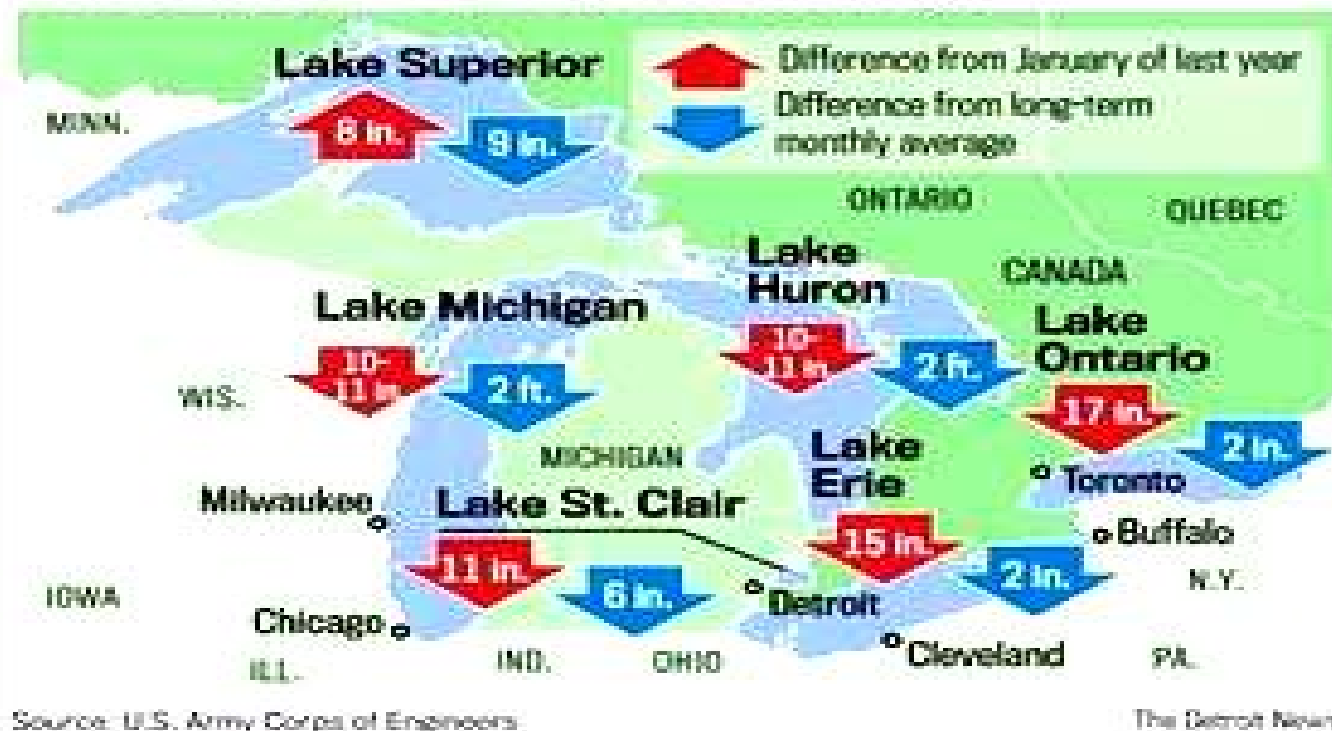 Lake Superior
Difference from January of last year
Difference from long-term
monthly average
MINN.
8 in.
9 in.
ONTARIO
QUEBEC
Lake
Huron
CANADA
Lake Michigan
Lake
Ontario
10-
11 in
2 ft.
10-
11 in
2 ft.
WIS.
17 in.
2 in.
MICHIGAN
Lake
Erie
Toronto
Milwaukee
Lake St. Clair
Buffalo
15 in.
2 in.
11 in.
6 in.
N.Y.
IOWA
Detroit
Chicago
Cleveland
ILL.
IND.
OHIO
PA.
Source: U.S. Army Corps of Engineers
The Detroit News